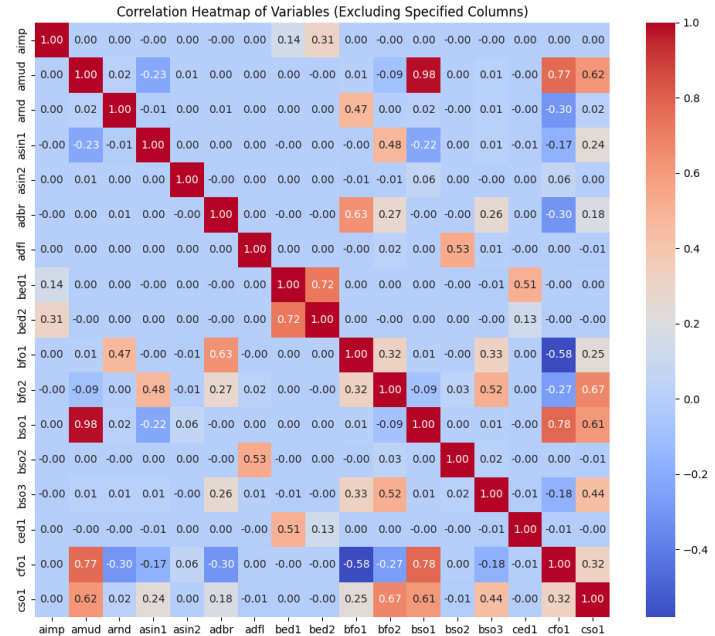 Correlation Heatmap of Variables (Excluding Specified Columns)
aimp 1.00 0.00 0.00 -0.00 0.00 -0.00 0.00 0.14 0.31 0.00 -0.00 0.00 0.00 -0.00 0.00 0.00 0.00
amud 0.00 1.00 0.02 -0.23 0.01 0.00 0.00 0.00 -0.00 0.01 -0.09 0.98 -0.00 0.01 -0.00 0.77 0.62
arnd 0.00 0.02 1.00 -0.01 0.00 0.01 0.00 0.00 -0.00 0.47 0.00 0.02 -0.00 0.01 -0.00 -0.30 0.02
asin1 -0.00 -0.23 -0.01 1.00 0.00 0.00 0.00 -0.00 0.00 -0.00 0.48 -0.22 0.00 0.01 -0.01 -0.17 0.24
asin2 0.00 0.01 0.00 0.00 1.00 -0.00 0.00 0.00 0.00 -0.01 -0.01 0.06 0.00 -0.00 0.00 0.06 0.00
adbr -0.00 0.00 0.01 0.00 -0.00 1.00 0.00 -0.00 -0.00 0.63 0.27 0.00 -0.00 0.26 -0.00 -0.30 0.18
adfl 0.00 0.00 0.00 0.00 0.00 0.00 1.00 0.00 0.00 -0.00 0.02 -0.00 0.53 0.01 0.00 0.00 -0.01
bed1 0.14 0.00 0.00 -0.00 0.00 -0.00 0.00 1.00 0.72 0.00 -0.00 0.00 -0.00 -0.01 0.51 0.00 -0.00
bed2 0.31 -0.00 -0.00 0.00 0.00 -0.00 0.00 0.72 1.00 0.00 0.00 -0.00 0.00 -0.00 0.13 -0.00 -0.00
bfo1 0.00 0.01 0.47 -0.00 -0.01 0.63 -0.00 0.00 0.00 1.00 0.32 0.01 -0.00 0.33 -0.00 -0.58 0.25
bfo2 -0.00 -0.09 0.00 0.48 -0.01 0.27 0.02 -0.00 0.00 0.32 1.00 -0.09 0.03 0.52 -0.00 -0.27 0.67
bso1 0.00 0.98 0.02 -0.22 0.06 0.00 -0.00 0.00 -0.00 0.01 -0.09 1.00 0.00 0.01 -0.00 0.78 0.61
bso2 0.00 -0.00 -0.00 0.00 0.00 -0.00 0.53 -0.00 0.00 -0.00 0.03 0.00 1.00 0.02 -0.00 0.00 -0.01
bso3 -0.00 0.01 0.01 0.01 -0.00 0.26 0.01 -0.01 -0.00 0.33 0.52 0.01 0.02 1.00 -0.01 -0.18 0.44
ced1 0.00 -0.00 -0.00 -0.01 0.00 -0.00 0.00 0.51 0.13 -0.00 -0.00 -0.00 -0.00 -0.01 1.00 -0.00 -0.00
cfo1 0.00 0.77 -0.30 -0.17 0.06 -0.30 0.00 0.00 -0.00 -0.58 -0.27 0.78 0.00 -0.18 -0.00 1.00 0.32
cso1 0.00 0.62 0.02 0.24 0.00 0.18 -0.01 -0.00 -0.00 0.25 0.67 0.61 -0.01 0.44 -0.00 0.32 1.00
aimp amud arnd asin1 asin2 adbr adfl bed1 bed2 bfo1 bfo2 bso1 bso2 bso3 ced1 cfo1 cso1
1.0
0.8
0.6
0.4
0.2
0.0
−0.2
−0.4